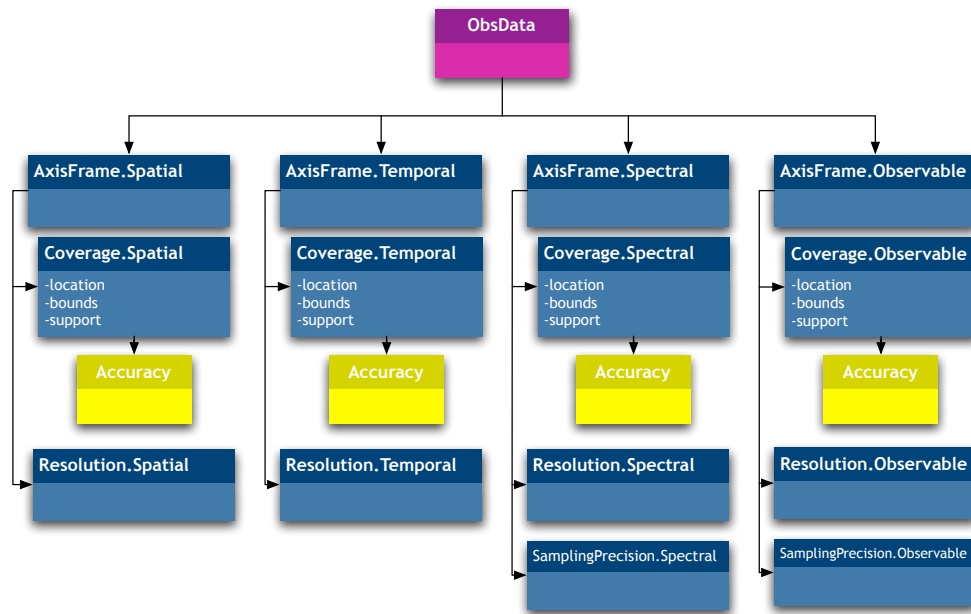 ObsData
AxisFrame.Spatial
Coverage.Spatial
-location
-bounds
-support
Accuracy
Resolution.Spatial
AxisFrame.Temporal
Coverage.Temporal
-location
-bounds
-support
Accuracy
Resolution.Temporal
AxisFrame.Spectral
Coverage.Spectral
-location
-bounds
-support
Accuracy
Resolution.Spectral
SamplingPrecision.Spectral
AxisFrame.Observable
Coverage.Observable
-location
-bounds
-support
Accuracy
Resolution.Observable
SamplingPrecision.Observable